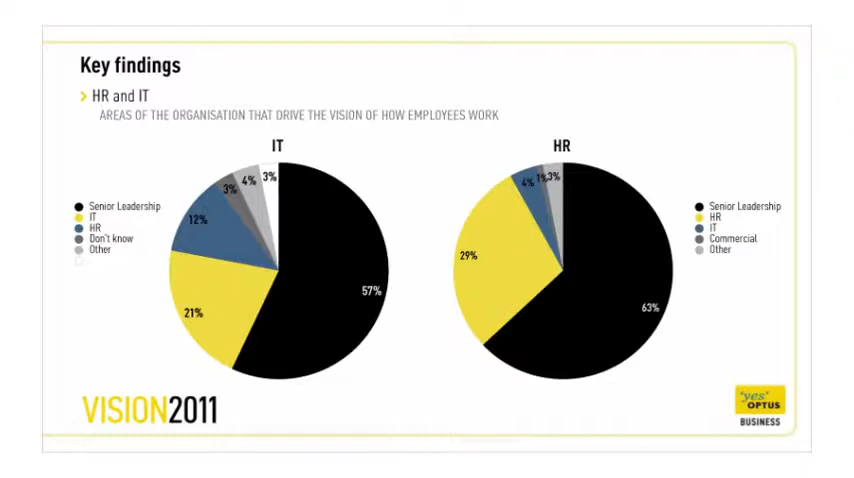 Key findings
HR and IT
AREAS OF THE ORGANISATION THAT DRIVE THE VISION OF HOW EMPLOYEES WORK
IT
Senior Leadership
IT
HR
Don't know
Other
3%
4%
3%
12%
21%
57%
HR
4%
1%
3%
29%
63%
Senior Leadership
HR
IT
Commercial
Other
VISION2011
'yes'
OPTUS
BUSINESS